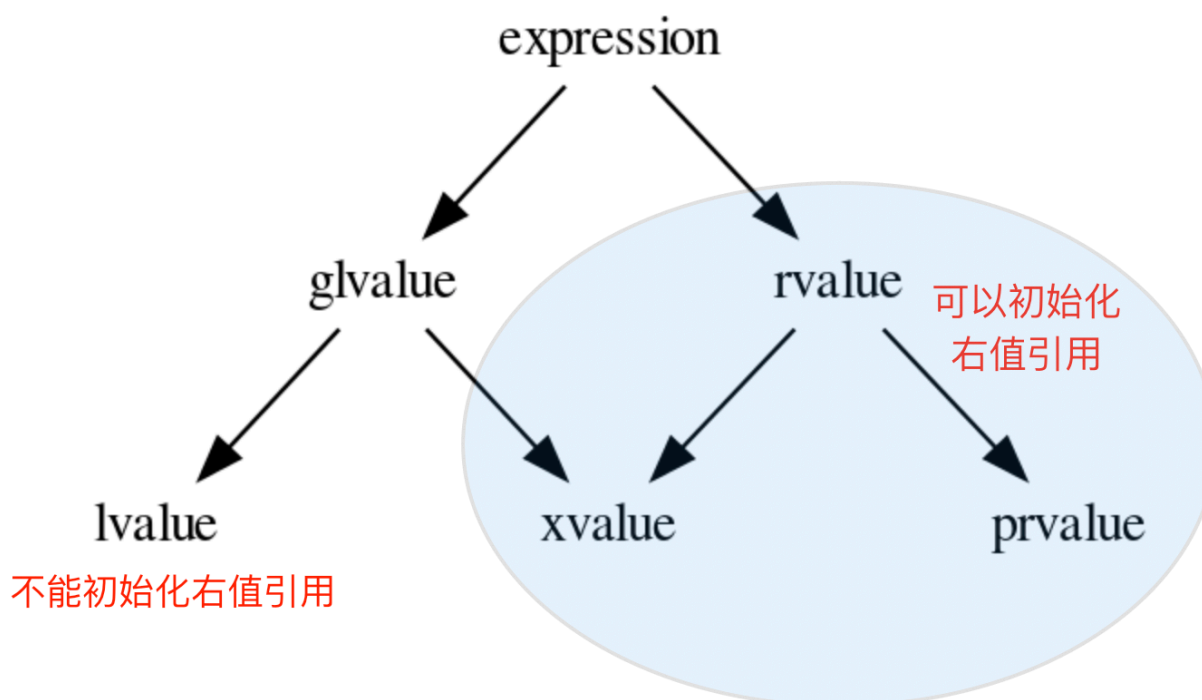 expression
glvalue
rvalue
可以初始化
右值引用
lvalue
xvalue
prvalue
不能初始化右值引用